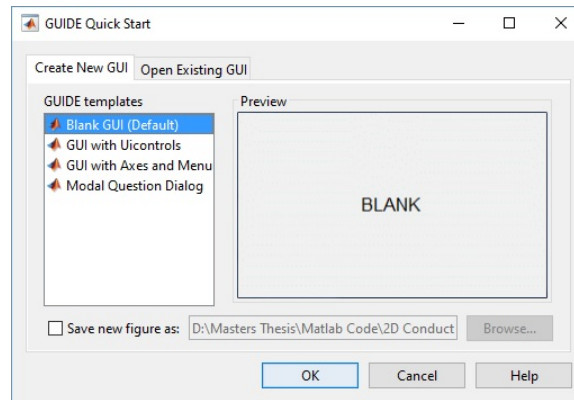 GUIDE Quick Start
Create New GUI Open Existing GUI
GUIDE templates
Blank GUI (Default)
GUI with Uicontrols
GUI with Axes and Menu
Modal Question Dialog
Preview
BLANK
Save new figure as: D:\Masters Thesis\Matlab Code\2D Conduct Browse...
OK Cancel Help